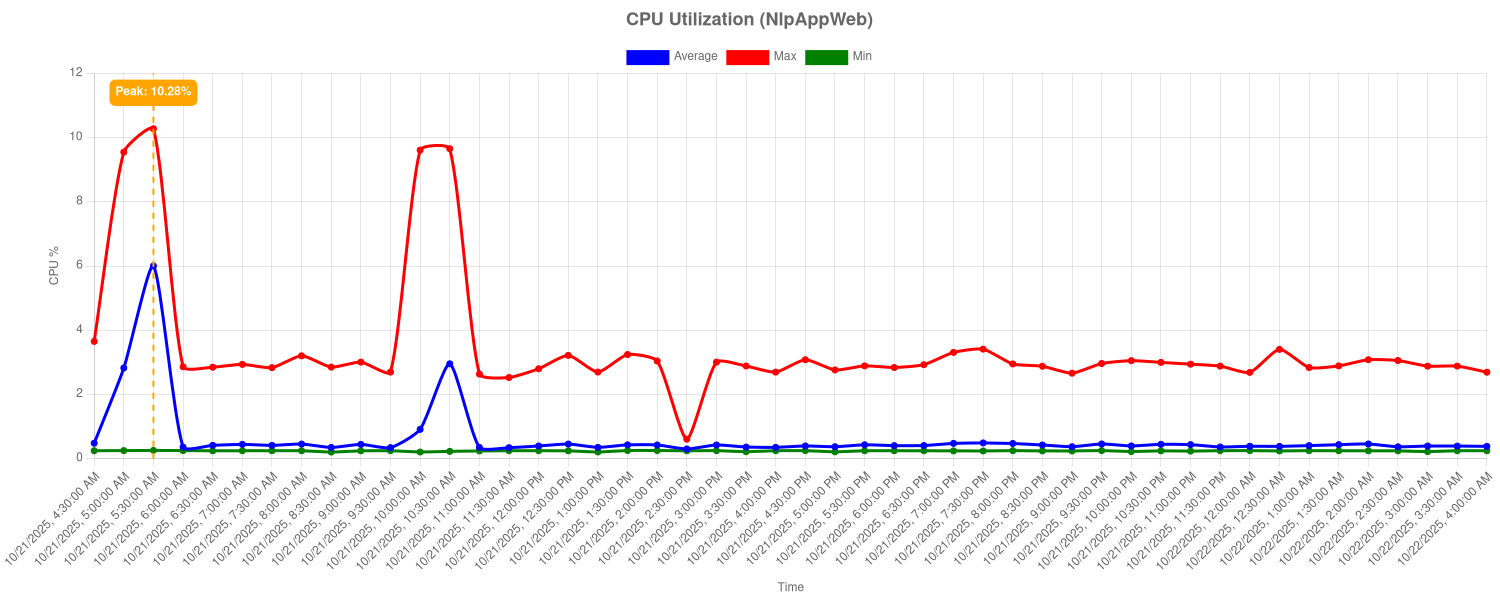 CPU Utilization (NlpAppWeb)
Average Max Min
12
Peak: 10.28%
10
8
6
4
2
0
CPU %
10/21/2025, 4:30:00 AM
10/21/2025, 5:00:00 AM
10/21/2025, 5:30:00 AM
10/21/2025, 6:00:00 AM
10/21/2025, 6:30:00 AM
10/21/2025, 7:00:00 AM
10/21/2025, 7:30:00 AM
10/21/2025, 8:00:00 AM
10/21/2025, 8:30:00 AM
10/21/2025, 9:00:00 AM
10/21/2025, 9:30:00 AM
10/21/2025, 10:00:00 AM
10/21/2025, 10:30:00 AM
10/21/2025, 11:00:00 AM
10/21/2025, 11:30:00 AM
10/21/2025, 12:00:00 PM
10/21/2025, 12:30:00 PM
10/21/2025, 1:00:00 PM
10/21/2025, 1:30:00 PM
10/21/2025, 2:00:00 PM
10/21/2025, 2:30:00 PM
10/21/2025, 3:00:00 PM
10/21/2025, 3:30:00 PM
10/21/2025, 4:00:00 PM
10/21/2025, 4:30:00 PM
10/21/2025, 5:00:00 PM
10/21/2025, 5:30:00 PM
10/21/2025, 6:00:00 PM
10/21/2025, 6:30:00 PM
10/21/2025, 7:00:00 PM
10/21/2025, 7:30:00 PM
10/21/2025, 8:00:00 PM
10/21/2025, 8:30:00 PM
10/21/2025, 9:00:00 PM
10/21/2025, 9:30:00 PM
10/21/2025, 10:00:00 PM
10/21/2025, 10:30:00 PM
10/21/2025, 11:00:00 PM
10/21/2025, 11:30:00 PM
10/22/2025, 12:00:00 AM
10/22/2025, 12:30:00 AM
10/22/2025, 1:00:00 AM
10/22/2025, 1:30:00 AM
10/22/2025, 2:00:00 AM
10/22/2025, 2:30:00 AM
10/22/2025, 3:00:00 AM
10/22/2025, 3:30:00 AM
10/22/2025, 4:00:00 AM
Time